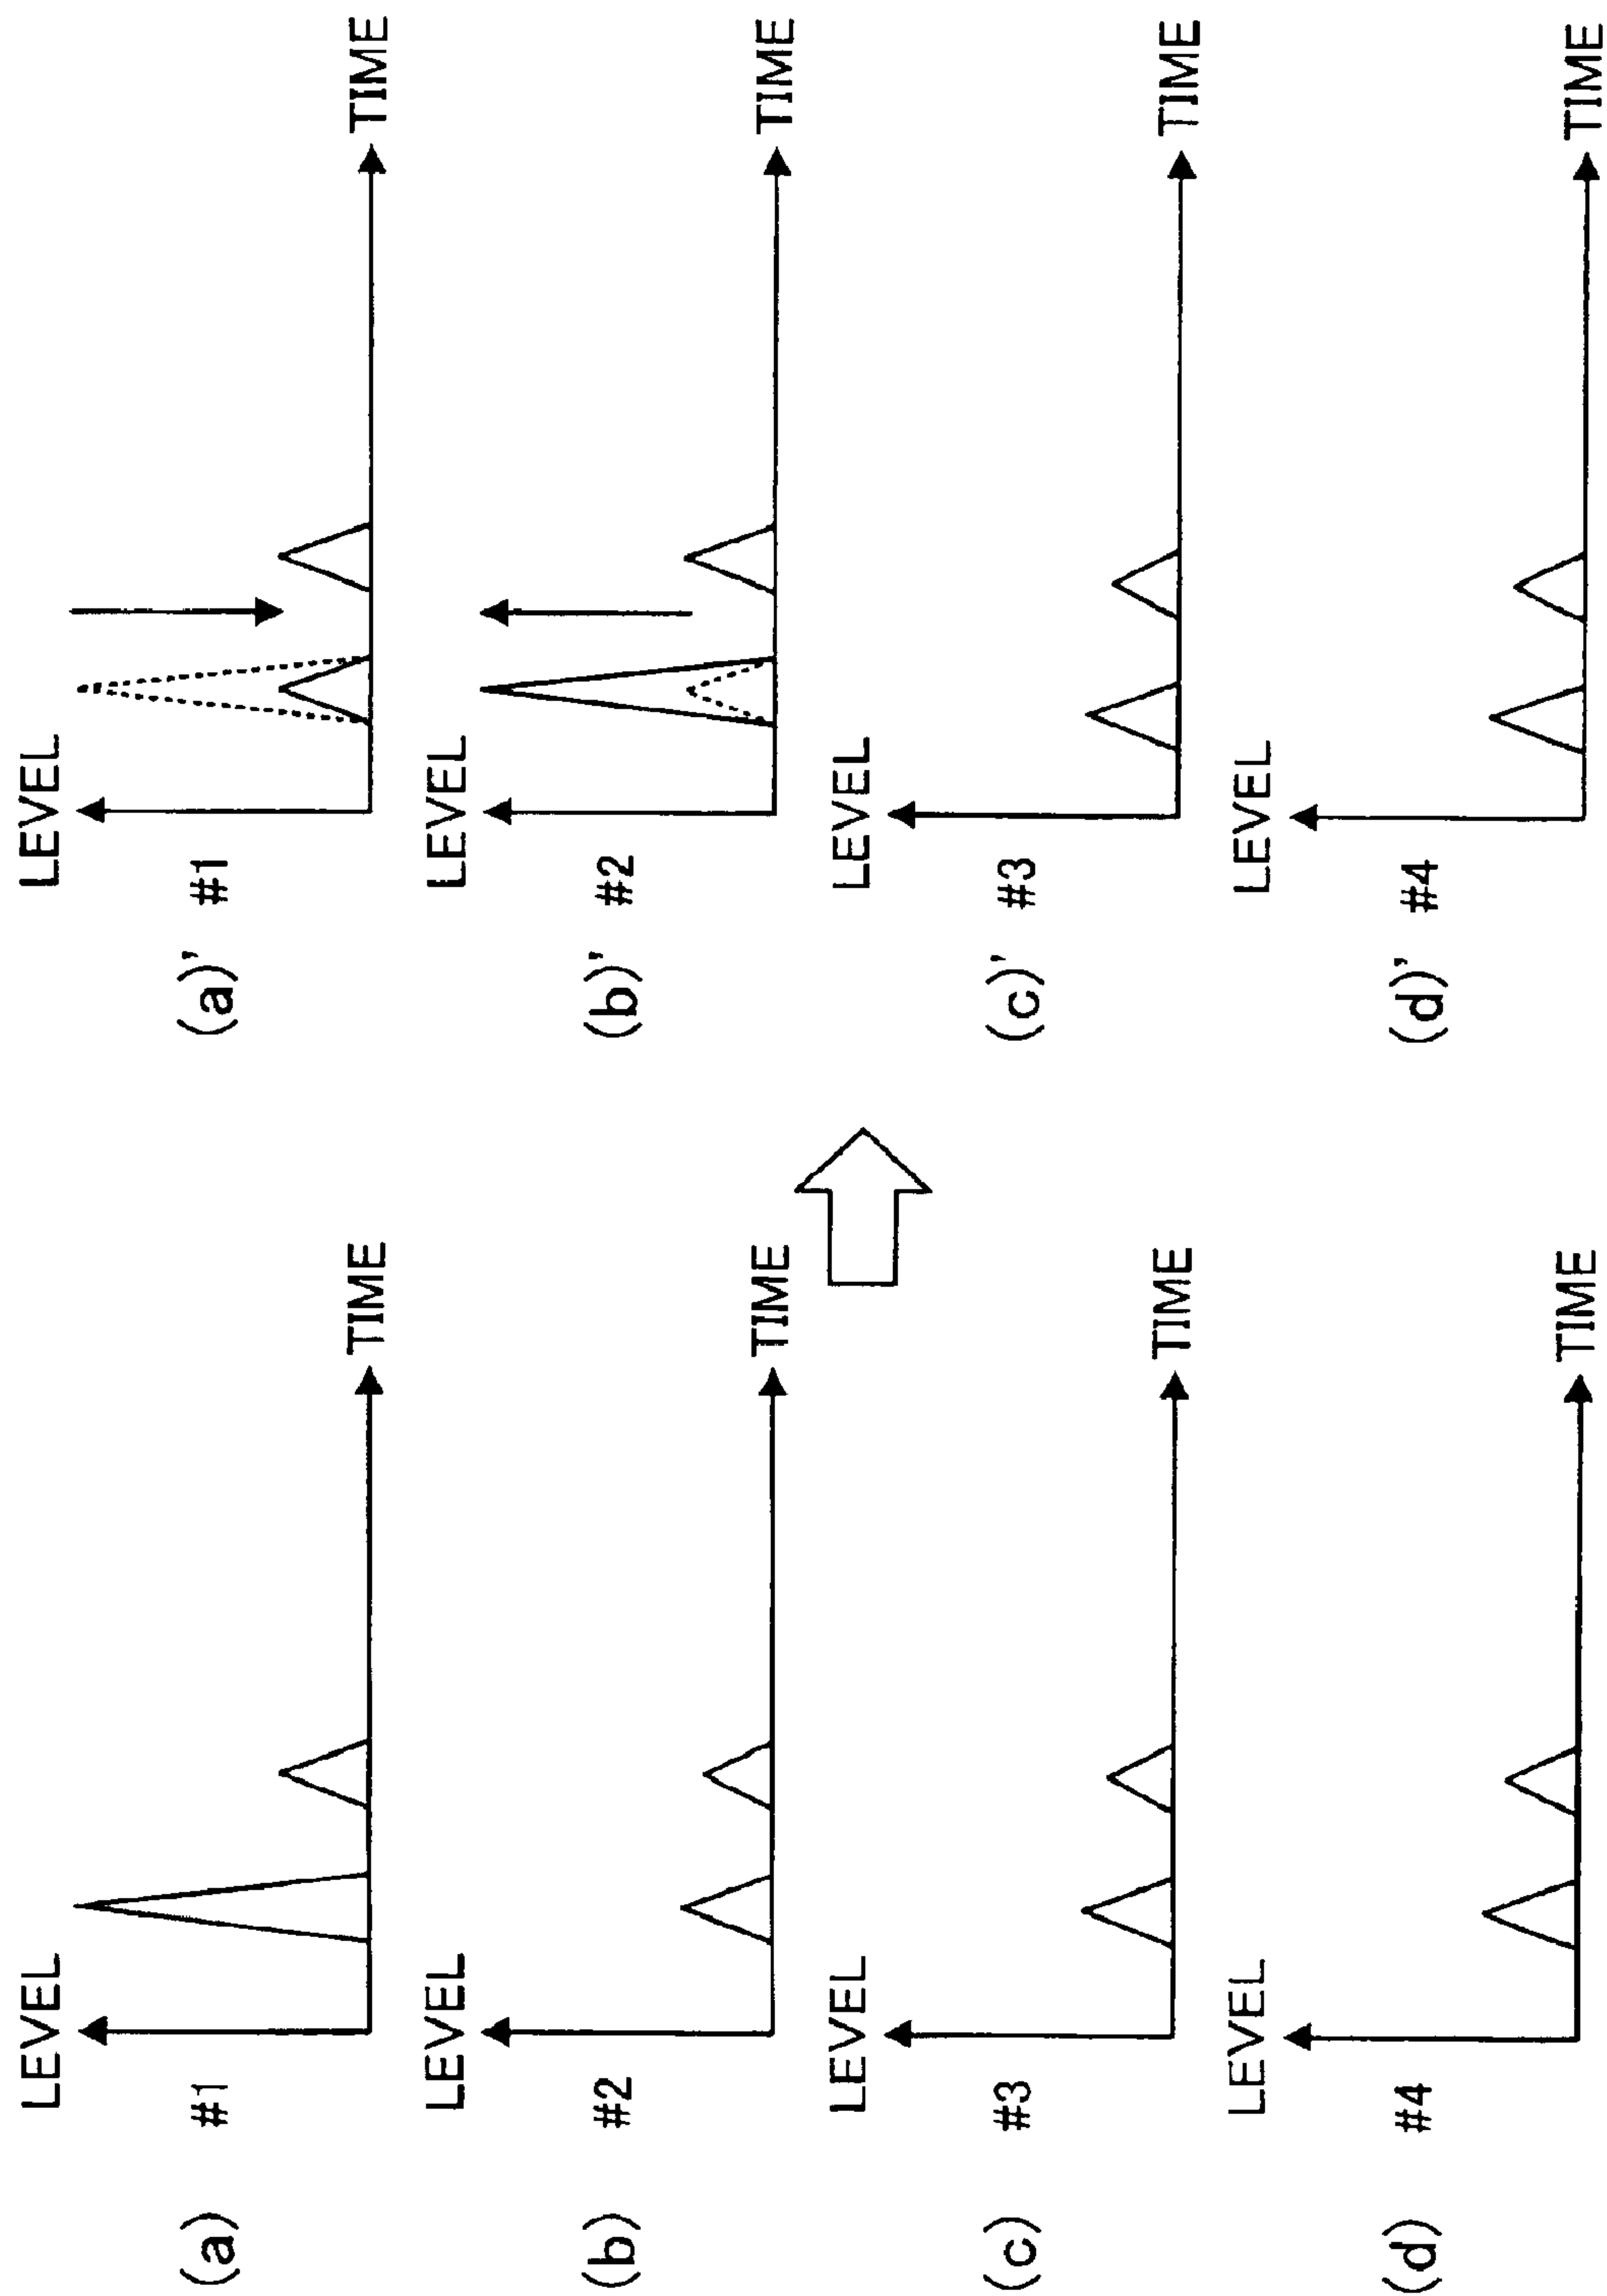 LEVEL
(a) #1
TIME
LEVEL
(b) #2
TIME
LEVEL
(c) #3
TIME
LEVEL
(d) #4
TIME
LEVEL
(a)' #1
TIME
LEVEL
(b)' #2
TIME
LEVEL
(c)' #3
TIME
LEVEL
(d)' #4
TIME